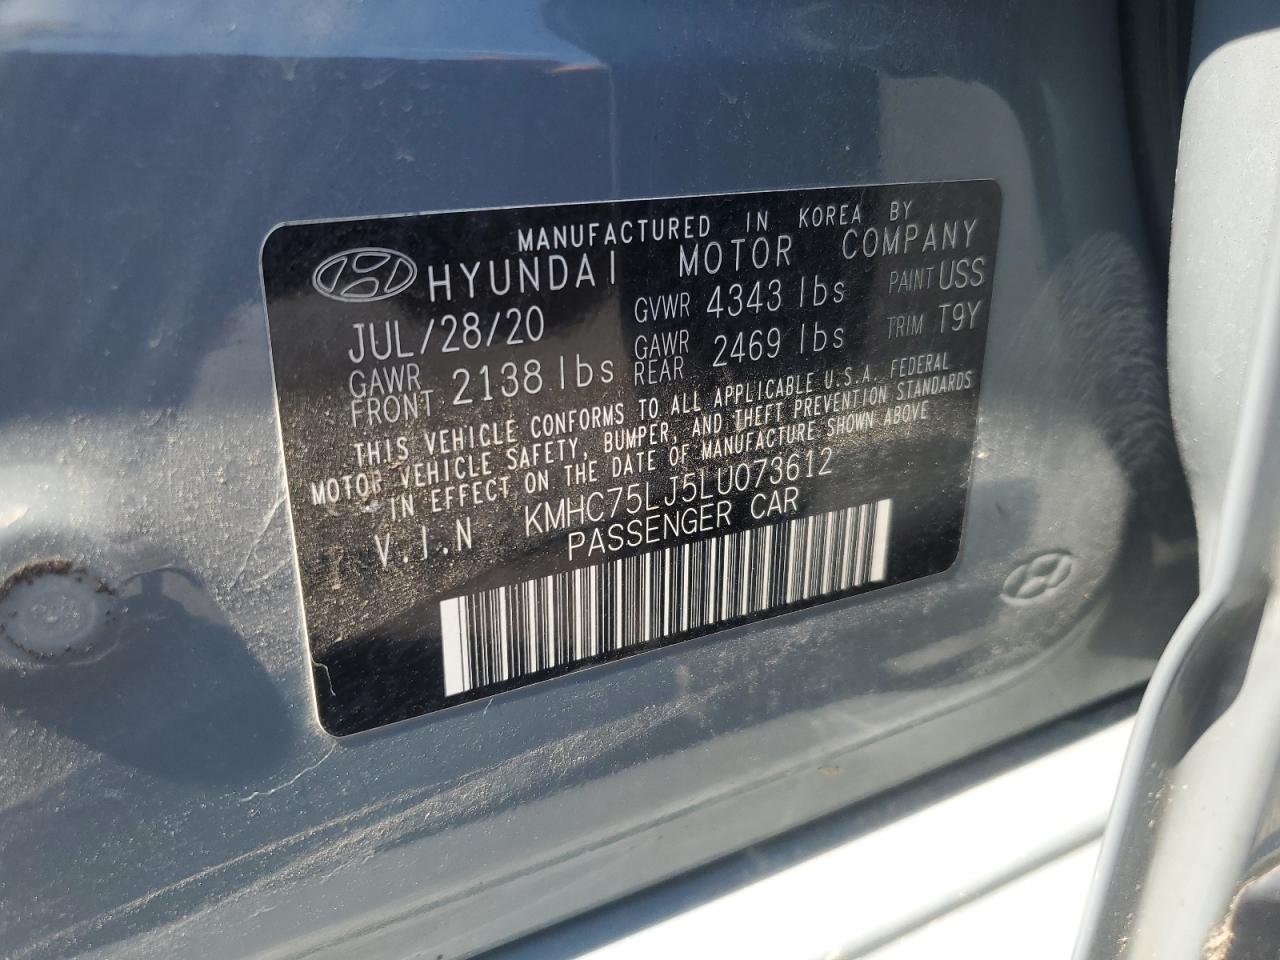 MANUFACTURED IN KOREA BY
HYUNDAI MOTOR COMPANY
JUL/28/20 GVWR 4343 lbs PAINT USS
GAWR FRONT 2138 lbs GAWR REAR 2469 lbs TRIM T9Y
THIS VEHICLE CONFORMS TO ALL APPLICABLE U.S.A. FEDERAL
MOTOR VEHICLE SAFETY, BUMPER, AND THEFT PREVENTION STANDARDS
IN EFFECT ON THE DATE OF MANUFACTURE SHOWN ABOVE
V.I.N KMHC75LJ5LU073612
PASSENGER CAR